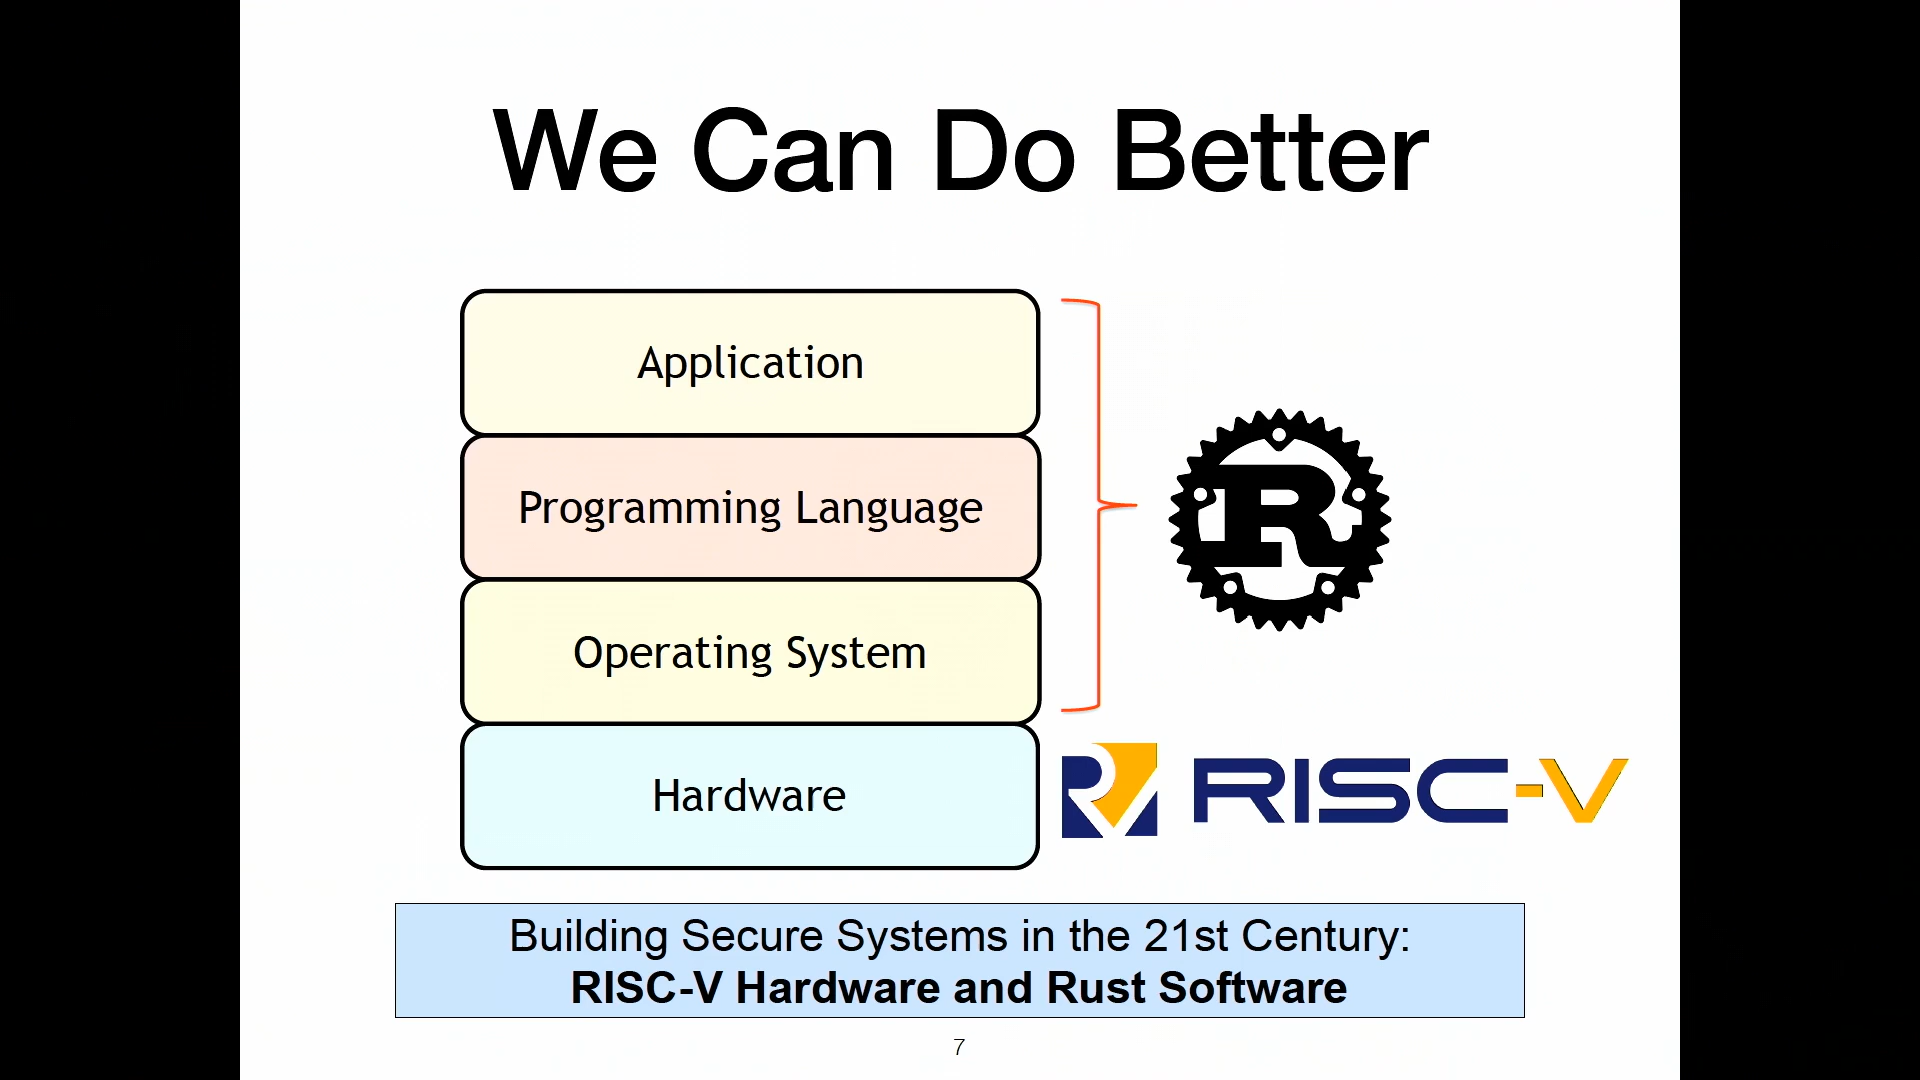 We Can Do Better
Application
Programming Language
Operating System
R
Hardware
RISC-V
Building Secure Systems in the 21st Century:
RISC-V Hardware and Rust Software
7